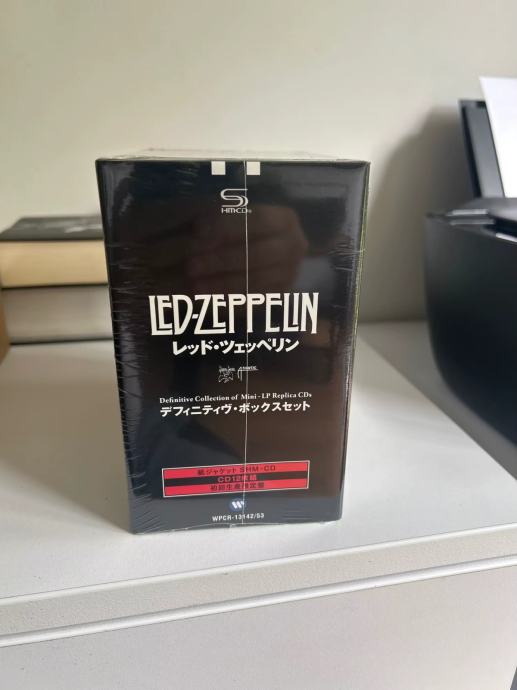 SHM-CD
LED-ZEPPELIN
レッド・ツェッペリン
ATLANTIC
Definitive Collection of Mini-LP Replica CDs
デフィニティヴ・ボックスセット
紙ジャケット SHM-CD
CD12枚組
初回生産限定盤
WPCR-13142/53